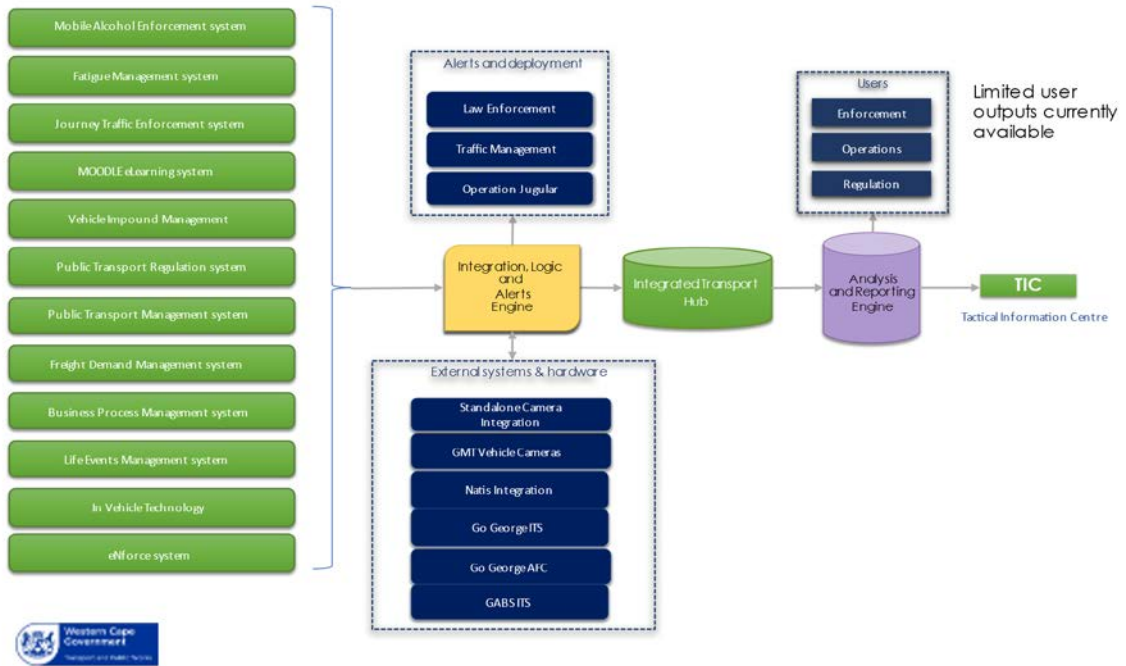 Mobile Alcohol Enforcement system
Fatigue Management system
Journey Traffic Enforcement system
MOODLE eLearning system
Vehicle Impound Management
Public Transport Regulation system
Public Transport Management system
Freight Demand Management system
Business Process Management system
Life Events Management system
In Vehicle Technology
eNforce system
Alerts and deployment
Law Enforcement
Traffic Management
Operation Jugular
Integration, Logic
and
Alerts
Engine
External systems & hardware
Standalone Camera
Integration
GMT Vehicle Cameras
Natis Integration
Go George ITS
Go George AFC
GABS ITS
Integrated Transport
Hub
Users
Enforcement
Operations
Regulation
Analysis
and Reporting
Engine
Limited user
outputs currently
available
TIC
Tactical Information Centre
Western Cape
Government
Transport and Public Works